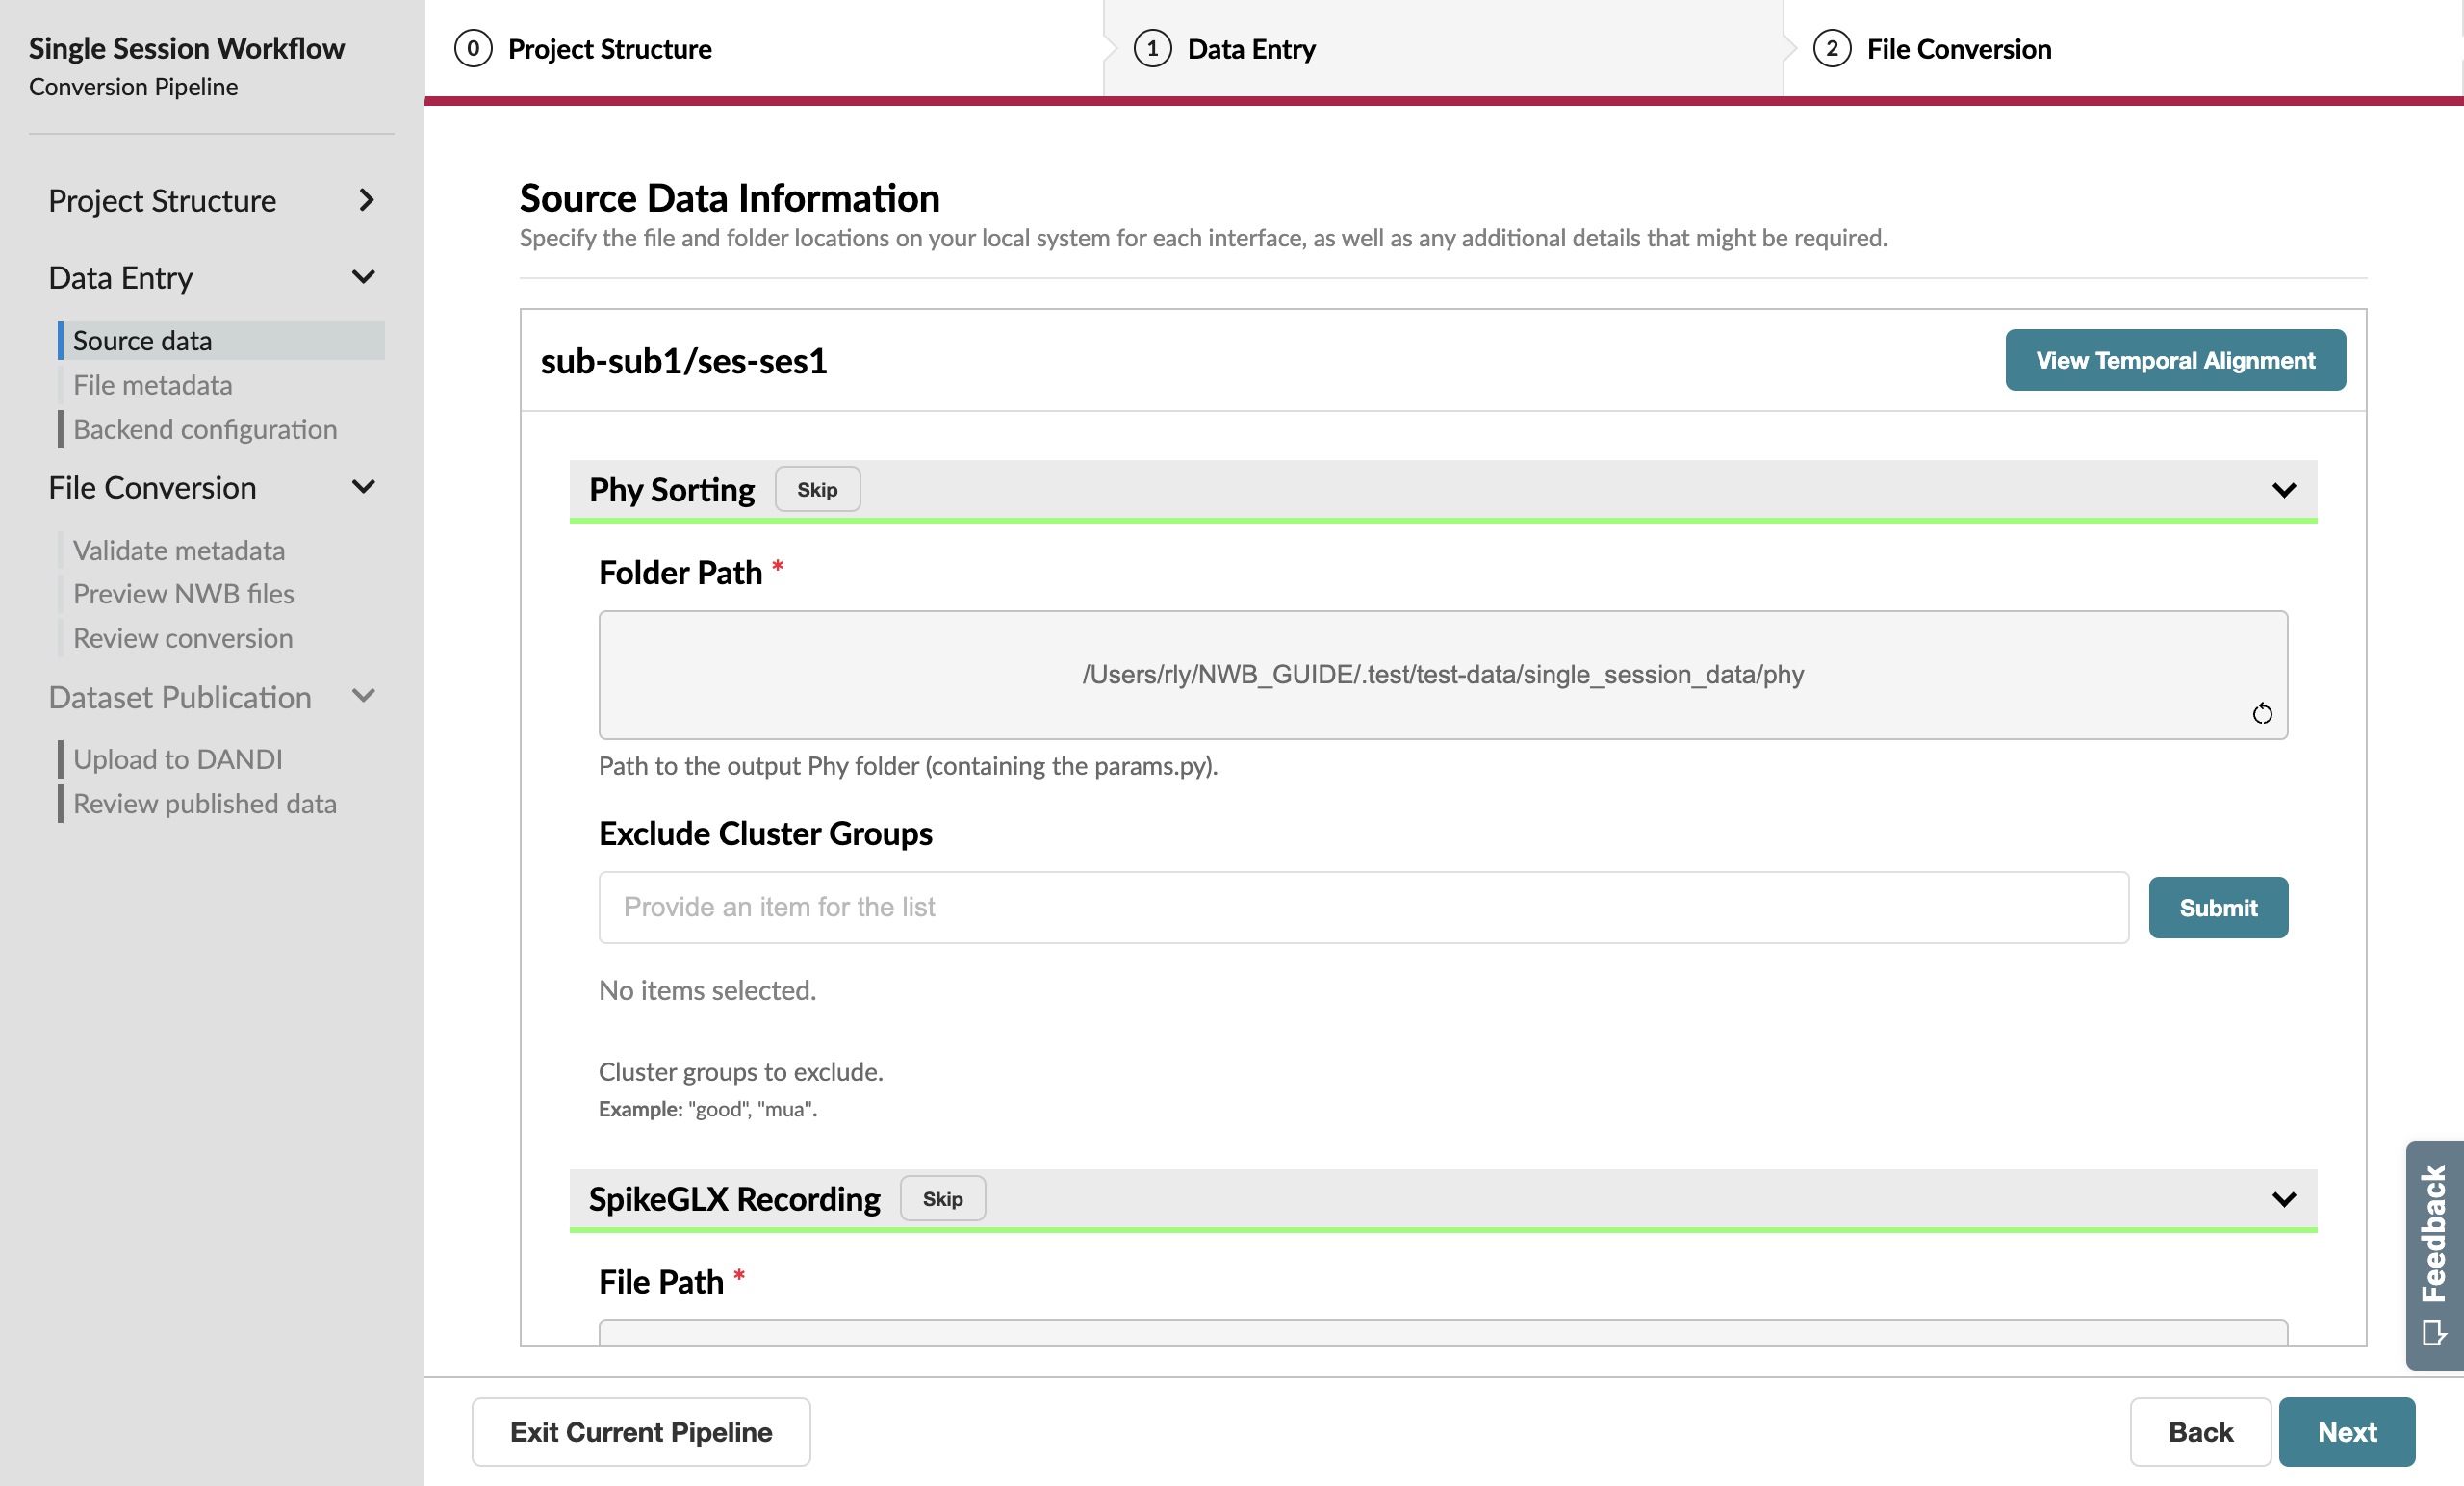 Single Session Workflow
Conversion Pipeline
Project Structure
Data Entry
Source data
File metadata
Backend configuration
File Conversion
Validate metadata
Preview NWB files
Review conversion
Dataset Publication
Upload to DANDI
Review published data
0 Project Structure
1 Data Entry
2 File Conversion
Source Data Information
Specify the file and folder locations on your local system for each interface, as well as any additional details that might be required.
sub-sub1/ses-ses1
View Temporal Alignment
Phy Sorting Skip
Folder Path *
/Users/rly/NWB_GUIDE/.test/test-data/single_session_data/phy
Path to the output Phy folder (containing the params.py).
Exclude Cluster Groups
Provide an item for the list
Submit
No items selected.
Cluster groups to exclude.
Example: "good", "mua".
SpikeGLX Recording Skip
File Path *
Feedback
Exit Current Pipeline
Back
Next